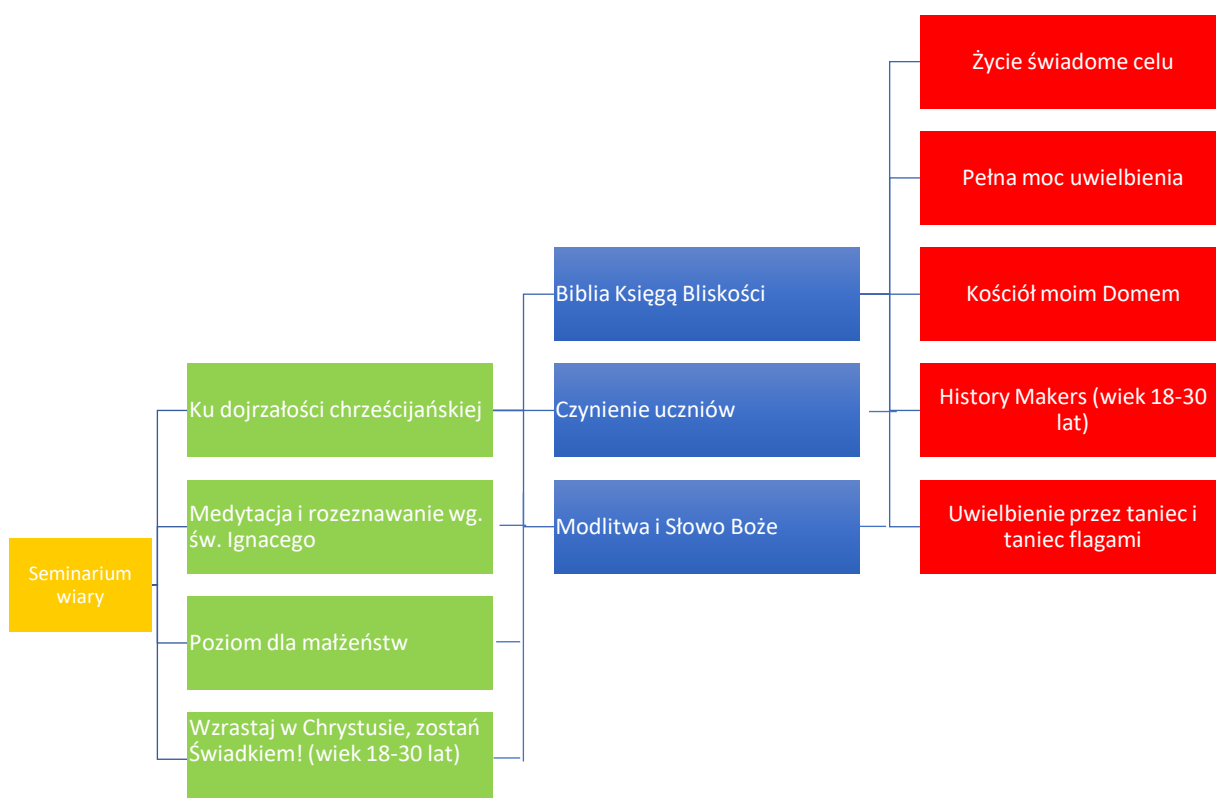 Seminarium
wiary
Ku dojrzałości chrześcijańskiej
Medytacja i rozeznawanie wg.
św. Ignacego
Poziom dla małżeństw
Wzrastaj w Chrystusie, zostań
Świadkiem! (wiek 18-30 lat)
Biblia Księgą Bliskości
Czynienie uczniów
Modlitwa i Słowo Boże
Życie świadome celu
Pełna moc uwielbienia
Kościół moim Domem
History Makers (wiek 18-30
lat)
Uwielbienie przez taniec i
taniec flagami